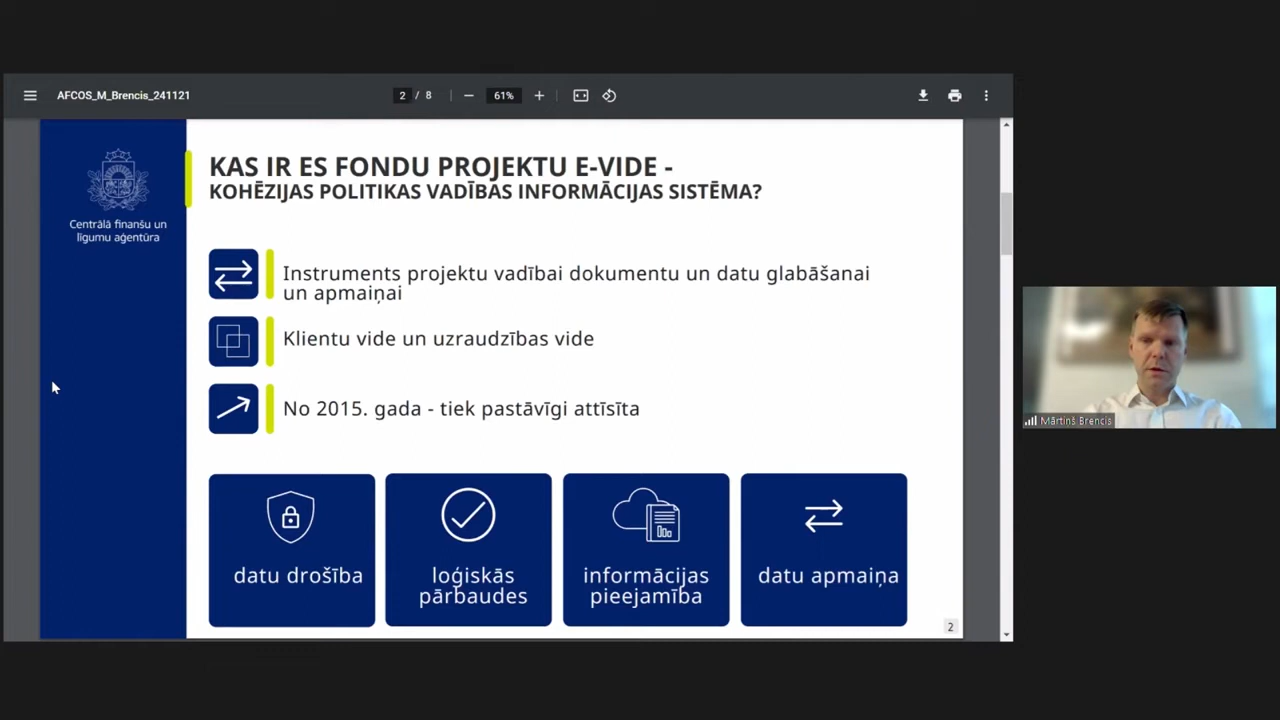 AFCOS_M_Brencis_241121
2 / 8
61%
Centrālā finanšu un
līgumu aģentūra
KAS IR ES FONDU PROJEKTU E-VIDE -
KOHĒZIJAS POLITIKAS VADĪBAS INFORMĀCIJAS SISTĒMA?
Instruments projektu vadībai dokumentu un datu glabāšanai
un apmaiņai
Klientu vide un uzraudzības vide
No 2015. gada - tiek pastāvīgi attīsīta
datu drošība
loģiskās
pārbaudes
informācijas
pieejamība
datu apmaiņa
2
Mārtiņš Brencis